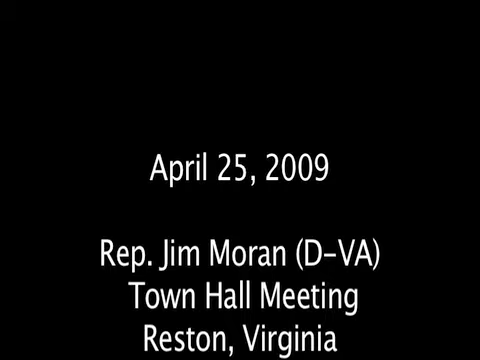 April 25, 2009
Rep. Jim Moran (D-VA)
Town Hall Meeting
Reston, Virginia